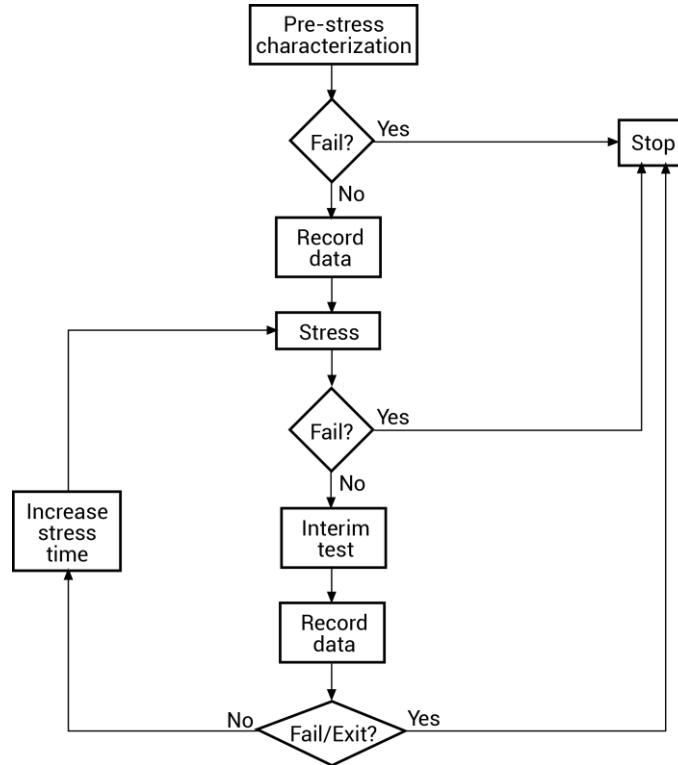 Pre-stress
characterization
Fail?
Yes
Stop
No
Record
data
Stress
Fail?
Yes
No
Increase
stress
time
Interim
test
Record
data
No
Fail/Exit?
Yes